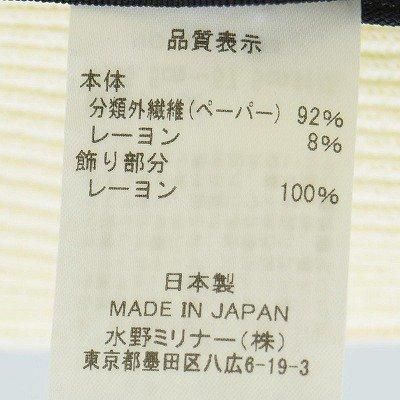 品質表示
本体
分類外繊維(ペーパー) 92%
レーヨン 8%
飾り部分
レーヨン 100%
日本製
MADE IN JAPAN
水野ミリナー(株)
東京都墨田区八広6-19-3